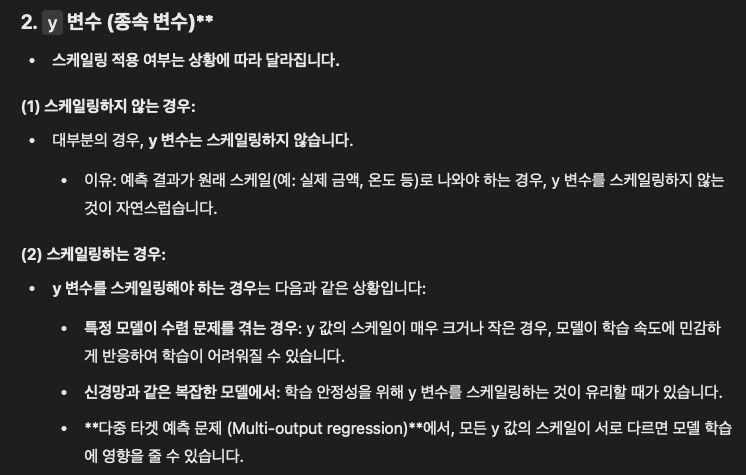 2. y 변수 (종속 변수)**
• 스케일링 적용 여부는 상황에 따라 달라집니다.
(1) 스케일링하지 않는 경우:
• 대부분의 경우, y 변수는 스케일링하지 않습니다.
• 이유: 예측 결과가 원래 스케일(예: 실제 금액, 온도 등)로 나와야 하는 경우, y 변수를 스케일링하지 않는
것이 자연스럽습니다.
(2) 스케일링하는 경우:
• y 변수를 스케일링해야 하는 경우는 다음과 같은 상황입니다:
• 특정 모델이 수렴 문제를 겪는 경우: y 값의 스케일이 매우 크거나 작은 경우, 모델이 학습 속도에 민감하
게 반응하여 학습이 어려워질 수 있습니다.
• 신경망과 같은 복잡한 모델에서: 학습 안정성을 위해 y 변수를 스케일링하는 것이 유리할 때가 있습니다.
• **다중 타겟 예측 문제 (Multi-output regression)**에서, 모든 y 값의 스케일이 서로 다르면 모델 학습
에 영향을 줄 수 있습니다.